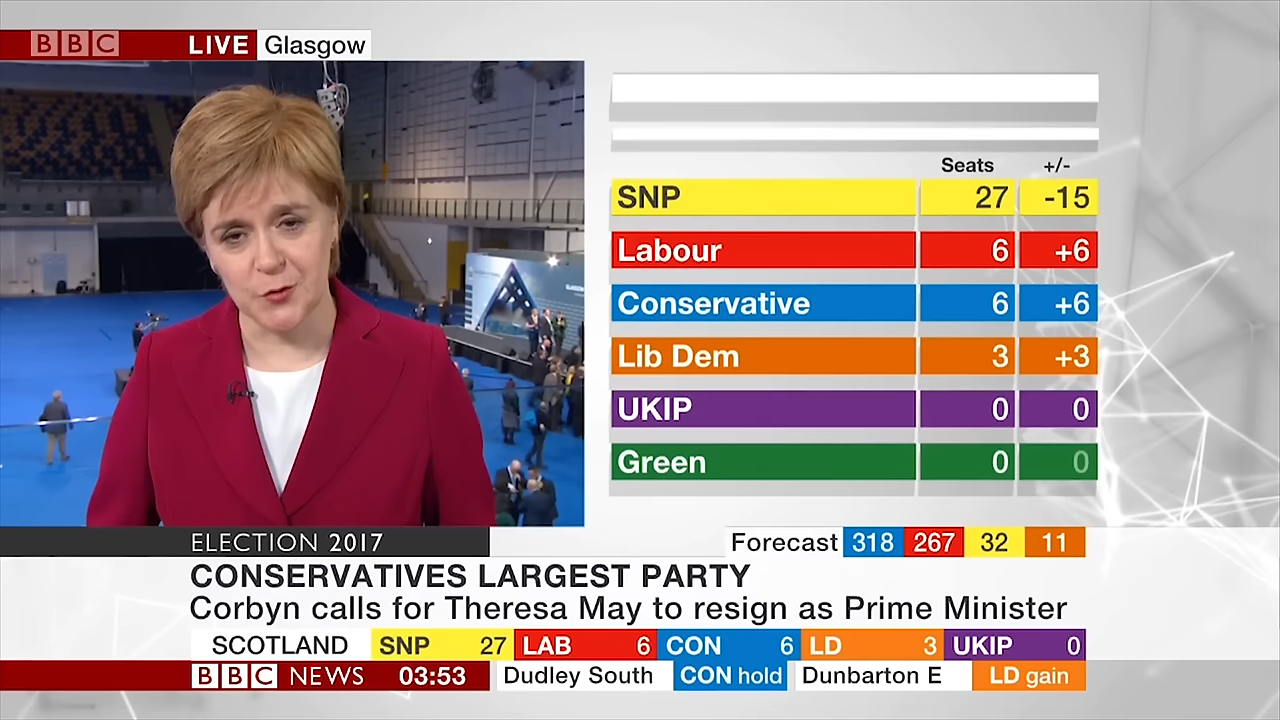 BBC LIVE Glasgow
Seats +/-
SNP 27 -15
Labour 6 +6
Conservative 6 +6
Lib Dem 3 +3
UKIP 0 0
Green 0 0
ELECTION 2017
Forecast 318 267 32 11
CONSERVATIVES LARGEST PARTY
Corbyn calls for Theresa May to resign as Prime Minister
SCOTLAND SNP 27 LAB 6 CON 6 LD 3 UKIP 0
BBC NEWS 03:53 Dudley South CON hold Dunbarton E LD gain